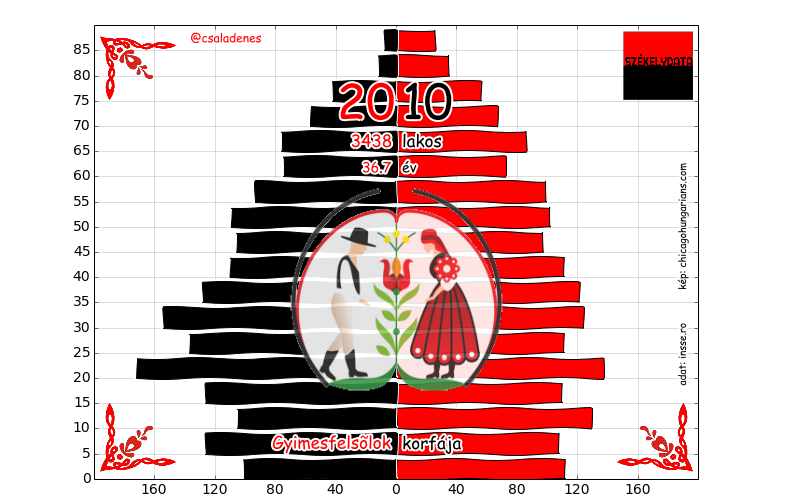 @csaladenes
SZÉKELYDATA
2010
3438 lakos
36.7 év
kép: chicagohungarians.com
adat: insse.ro
Gyimesfelsőlok korfája
85
80
75
70
65
60
55
50
45
40
35
30
25
20
15
10
5
0
160 120 80 40 0 40 80 120 160